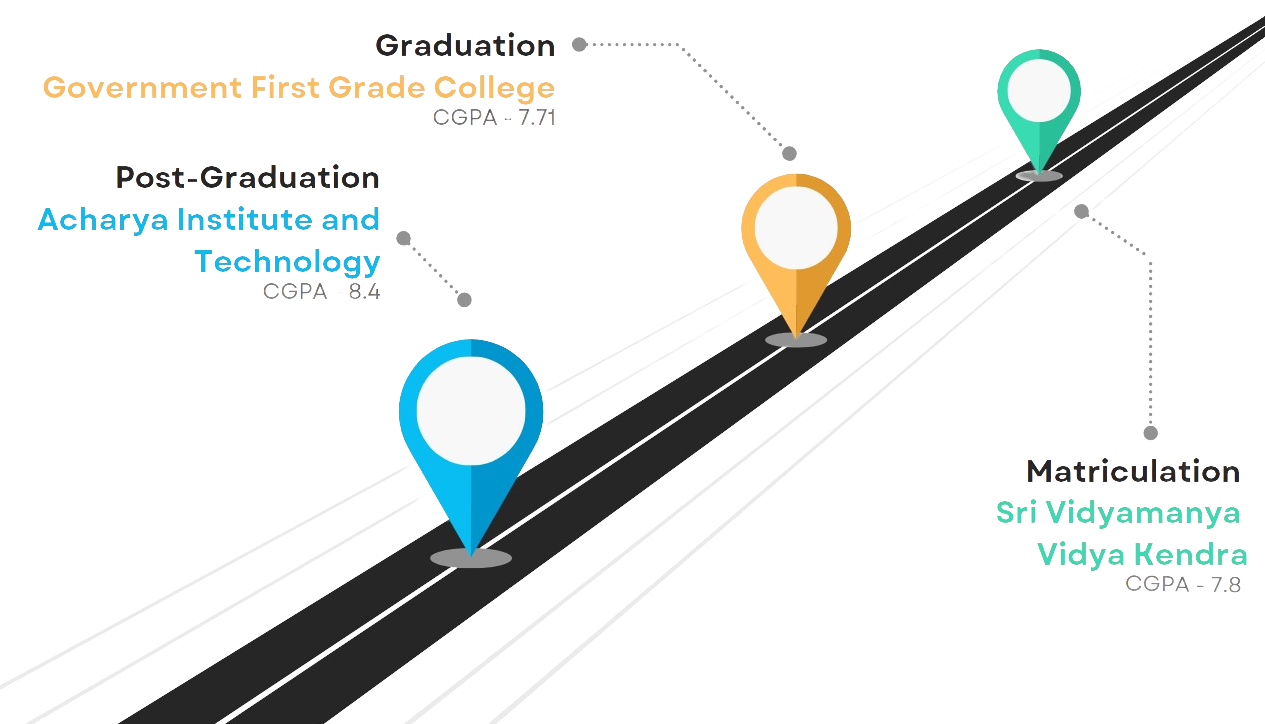 Graduation
Government First Grade College
CGPA - 7.71
Post-Graduation
Acharya Institute and
Technology
CGPA 8.4
Matriculation
Sri Vidyamanya
Vidya Kendra
CGPA - 7.8